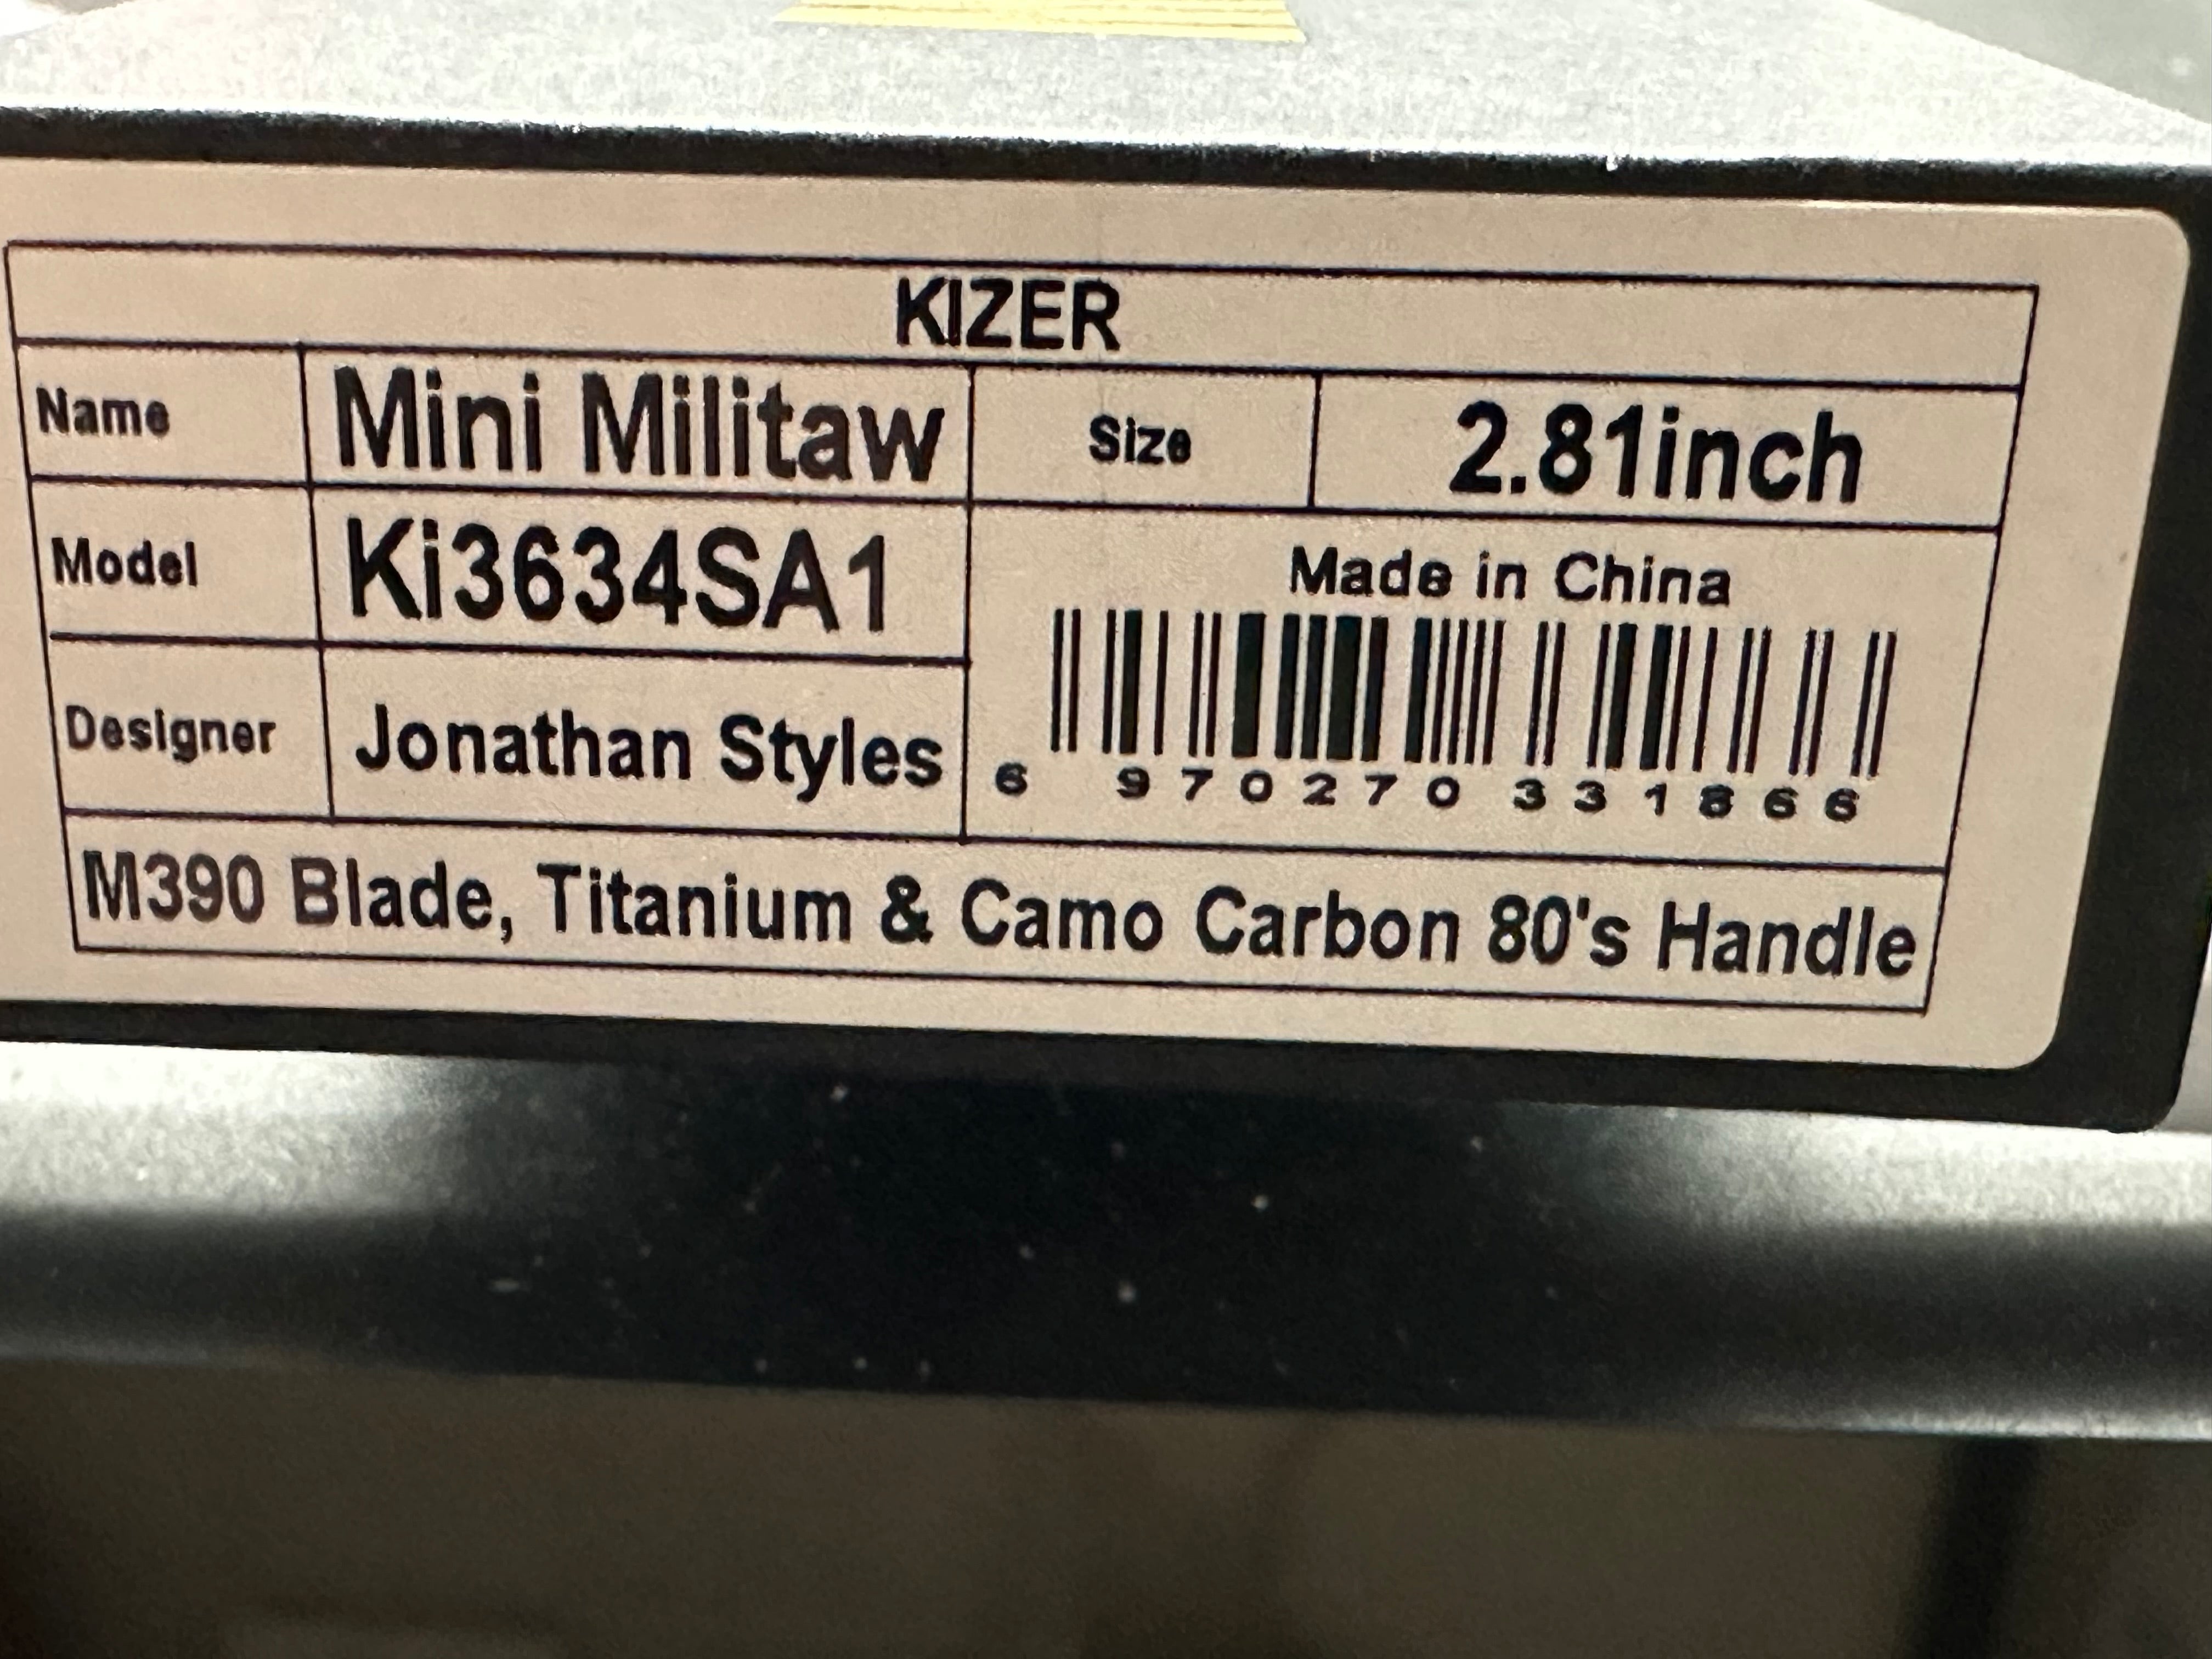 KIZER
Name Mini Militaw Size 2.81inch
Model Ki3634SA1
Made in China
Designer Jonathan Styles
6 970270 331866
M390 Blade, Titanium & Camo Carbon 80's Handle